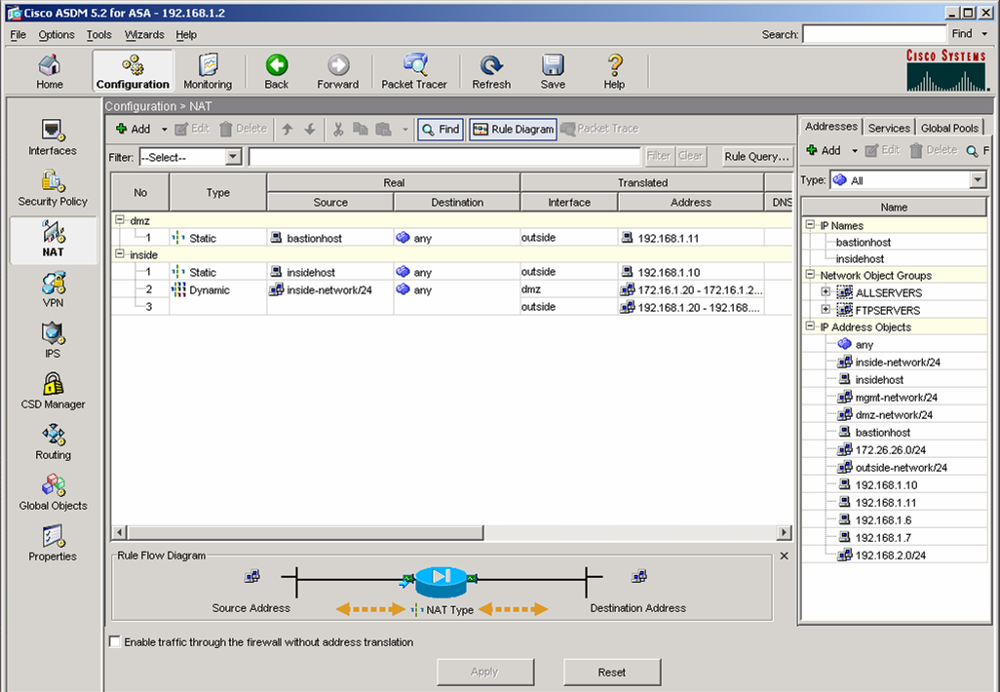 Cisco ASDM 5.2 for ASA - 192.168.1.2
File Options Tools Wizards Help Search: Find
Home Configuration Monitoring Back Forward Packet Tracer Refresh Save Help
CISCO SYSTEMS
Configuration > NAT
Interfaces
Security Policy
NAT
VPN
IPS
CSD Manager
Routing
Global Objects
Properties
Add Edit Delete Find Rule Diagram Packet Trace
Filter: --Select-- Filter Clear Rule Query...
No Type Real Translated
Source Destination Interface Address DNS
dmz
1 Static bastionhost any outside 192.168.1.11
inside
1 Static insidehost any outside 192.168.1.10
2 Dynamic inside-network/24 any dmz 172.16.1.20 - 172.16.1.2...
3 outside 192.168.1.20 - 192.168....
Rule Flow Diagram
Source Address NAT Type Destination Address
Enable traffic through the firewall without address translation
Apply Reset
Addresses Services Global Pools
Add Edit Delete F
Type: All
Name
IP Names
bastionhost
insidehost
Network Object Groups
ALLSERVERS
FTPSERVERS
IP Address Objects
any
inside-network/24
insidehost
mgmt-network/24
dmz-network/24
bastionhost
172.26.26.0/24
outside-network/24
192.168.1.10
192.168.1.11
192.168.1.6
192.168.1.7
192.168.2.0/24